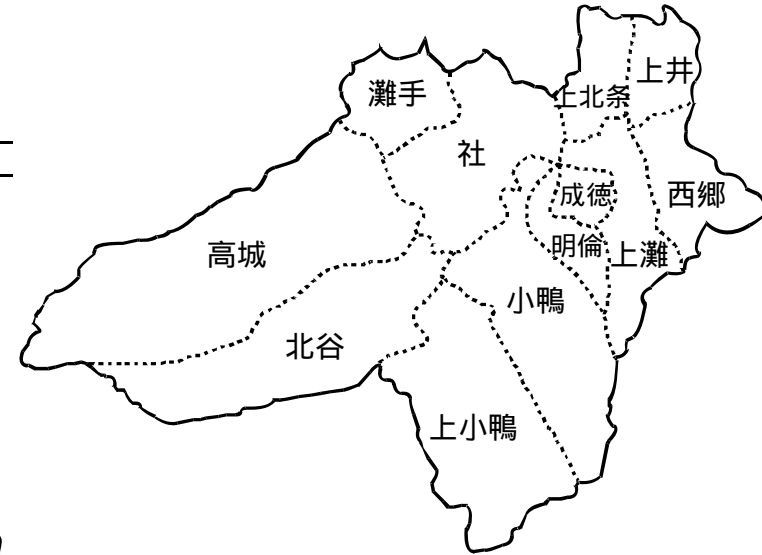 上井
灘手
上北条
社
成徳
西郷
明倫
上灘
高城
小鴨
北谷
上小鴨